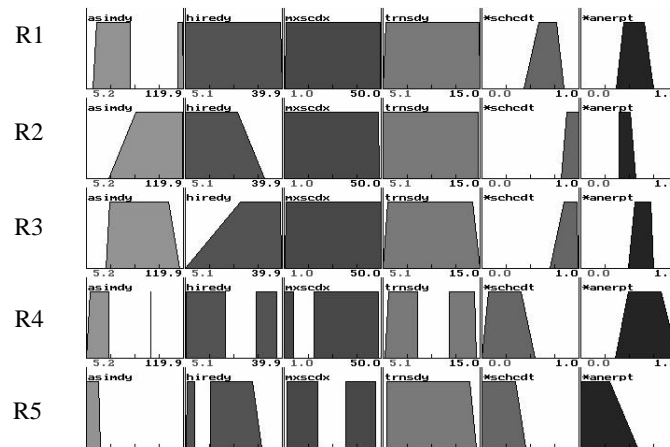 asimdy hiredy mxscdx trnsdy *schcdt *anerpt
R1
5.2 119.9 5.1 39.9 1.0 50.0 5.1 15.0 0.0 1.0 0.0 1.
asimdy hiredy mxscdx trnsdy *schcdt *anerpt
R2
5.2 119.9 5.1 39.9 1.0 50.0 5.1 15.0 0.0 1.0 0.0 1.
asimdy hiredy mxscdx trnsdy *schcdt *anerpt
R3
5.2 119.9 5.1 39.9 1.0 50.0 5.1 15.0 0.0 1.0 0.0 1.
asimdy hiredy mxscdx trnsdy *schcdt *anerpt
R4
5.2 119.9 5.1 39.9 1.0 50.0 5.1 15.0 0.0 1.0 0.0 1.
asimdy hiredy mxscdx trnsdy *schcdt *anerpt
R5